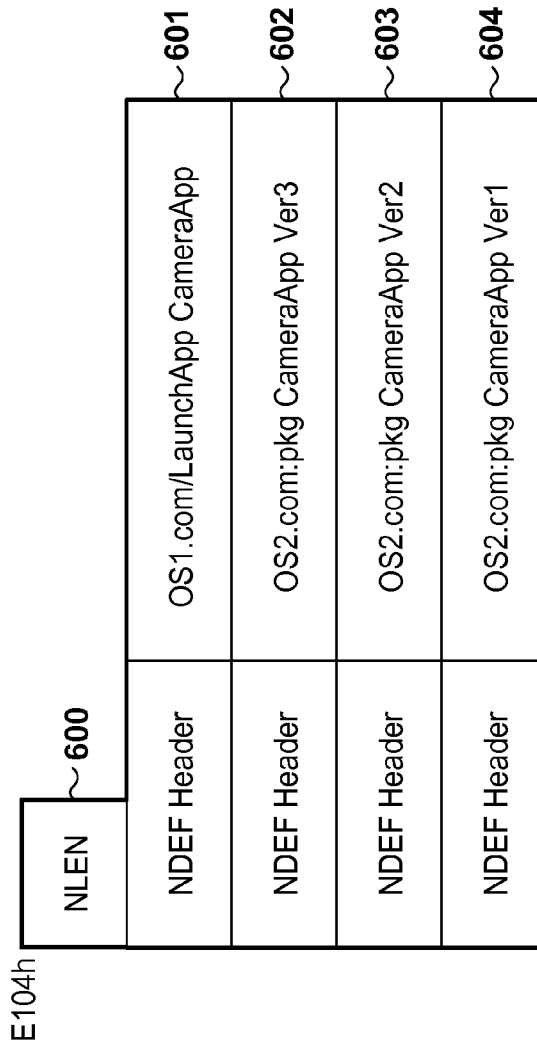 E104h
NLEN 600
NDEF Header OS1.com/LaunchApp CameraApp 601
NDEF Header OS2.com:pkg CameraApp Ver3 602
NDEF Header OS2.com:pkg CameraApp Ver2 603
NDEF Header OS2.com:pkg CameraApp Ver1 604